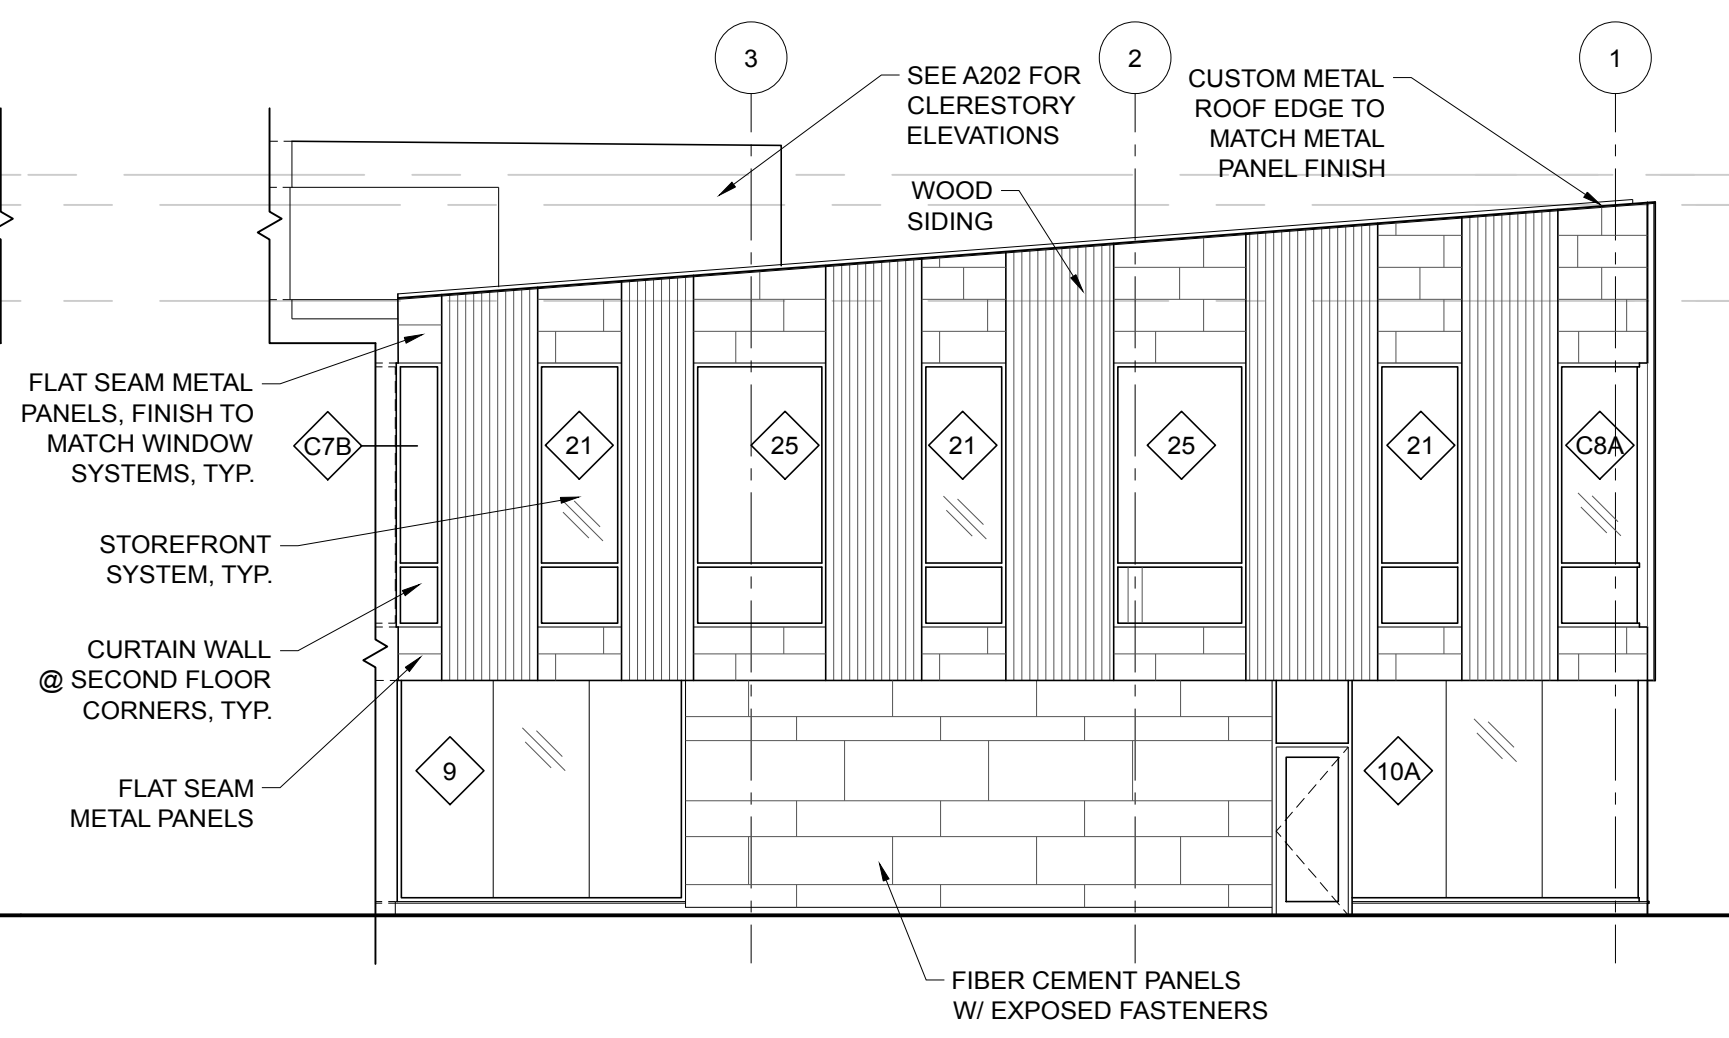 3
2
1
SEE A202 FOR
CLERESTORY
ELEVATIONS
CUSTOM METAL
ROOF EDGE TO
MATCH METAL
PANEL FINISH
WOOD
SIDING
FLAT SEAM METAL
PANELS, FINISH TO
MATCH WINDOW
SYSTEMS, TYP.
C7B
21
25
21
25
21
C8A
STOREFRONT
SYSTEM, TYP.
CURTAIN WALL
@ SECOND FLOOR
CORNERS, TYP.
9
10A
FLAT SEAM
METAL PANELS
FIBER CEMENT PANELS
W/ EXPOSED FASTENERS